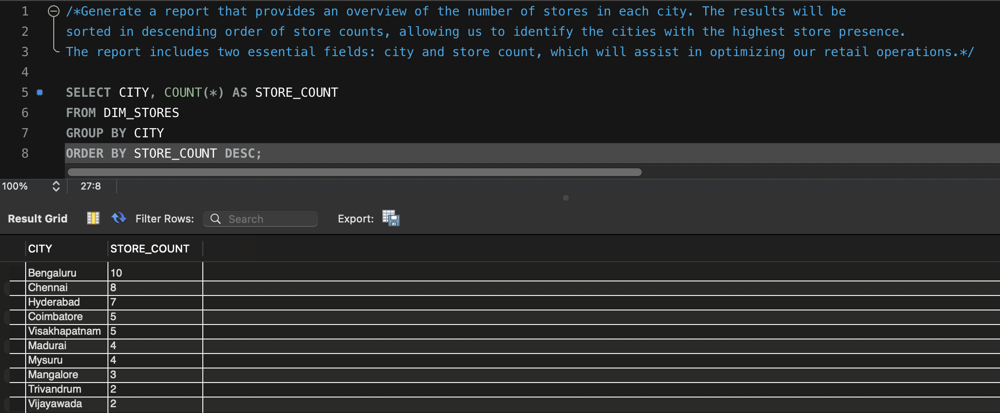 1 /*Generate a report that provides an overview of the number of stores in each city. The results will be
2 sorted in descending order of store counts, allowing us to identify the cities with the highest store presence.
3 The report includes two essential fields: city and store count, which will assist in optimizing our retail operations.*/
4
5 SELECT CITY, COUNT(*) AS STORE_COUNT
6 FROM DIM_STORES
7 GROUP BY CITY
8 ORDER BY STORE_COUNT DESC;
100% 27:8
Result Grid Filter Rows: Search Export:
CITY STORE_COUNT
Bengaluru 10
Chennai 8
Hyderabad 7
Coimbatore 5
Visakhapatnam 5
Madurai 4
Mysuru 4
Mangalore 3
Trivandrum 2
Vijayawada 2